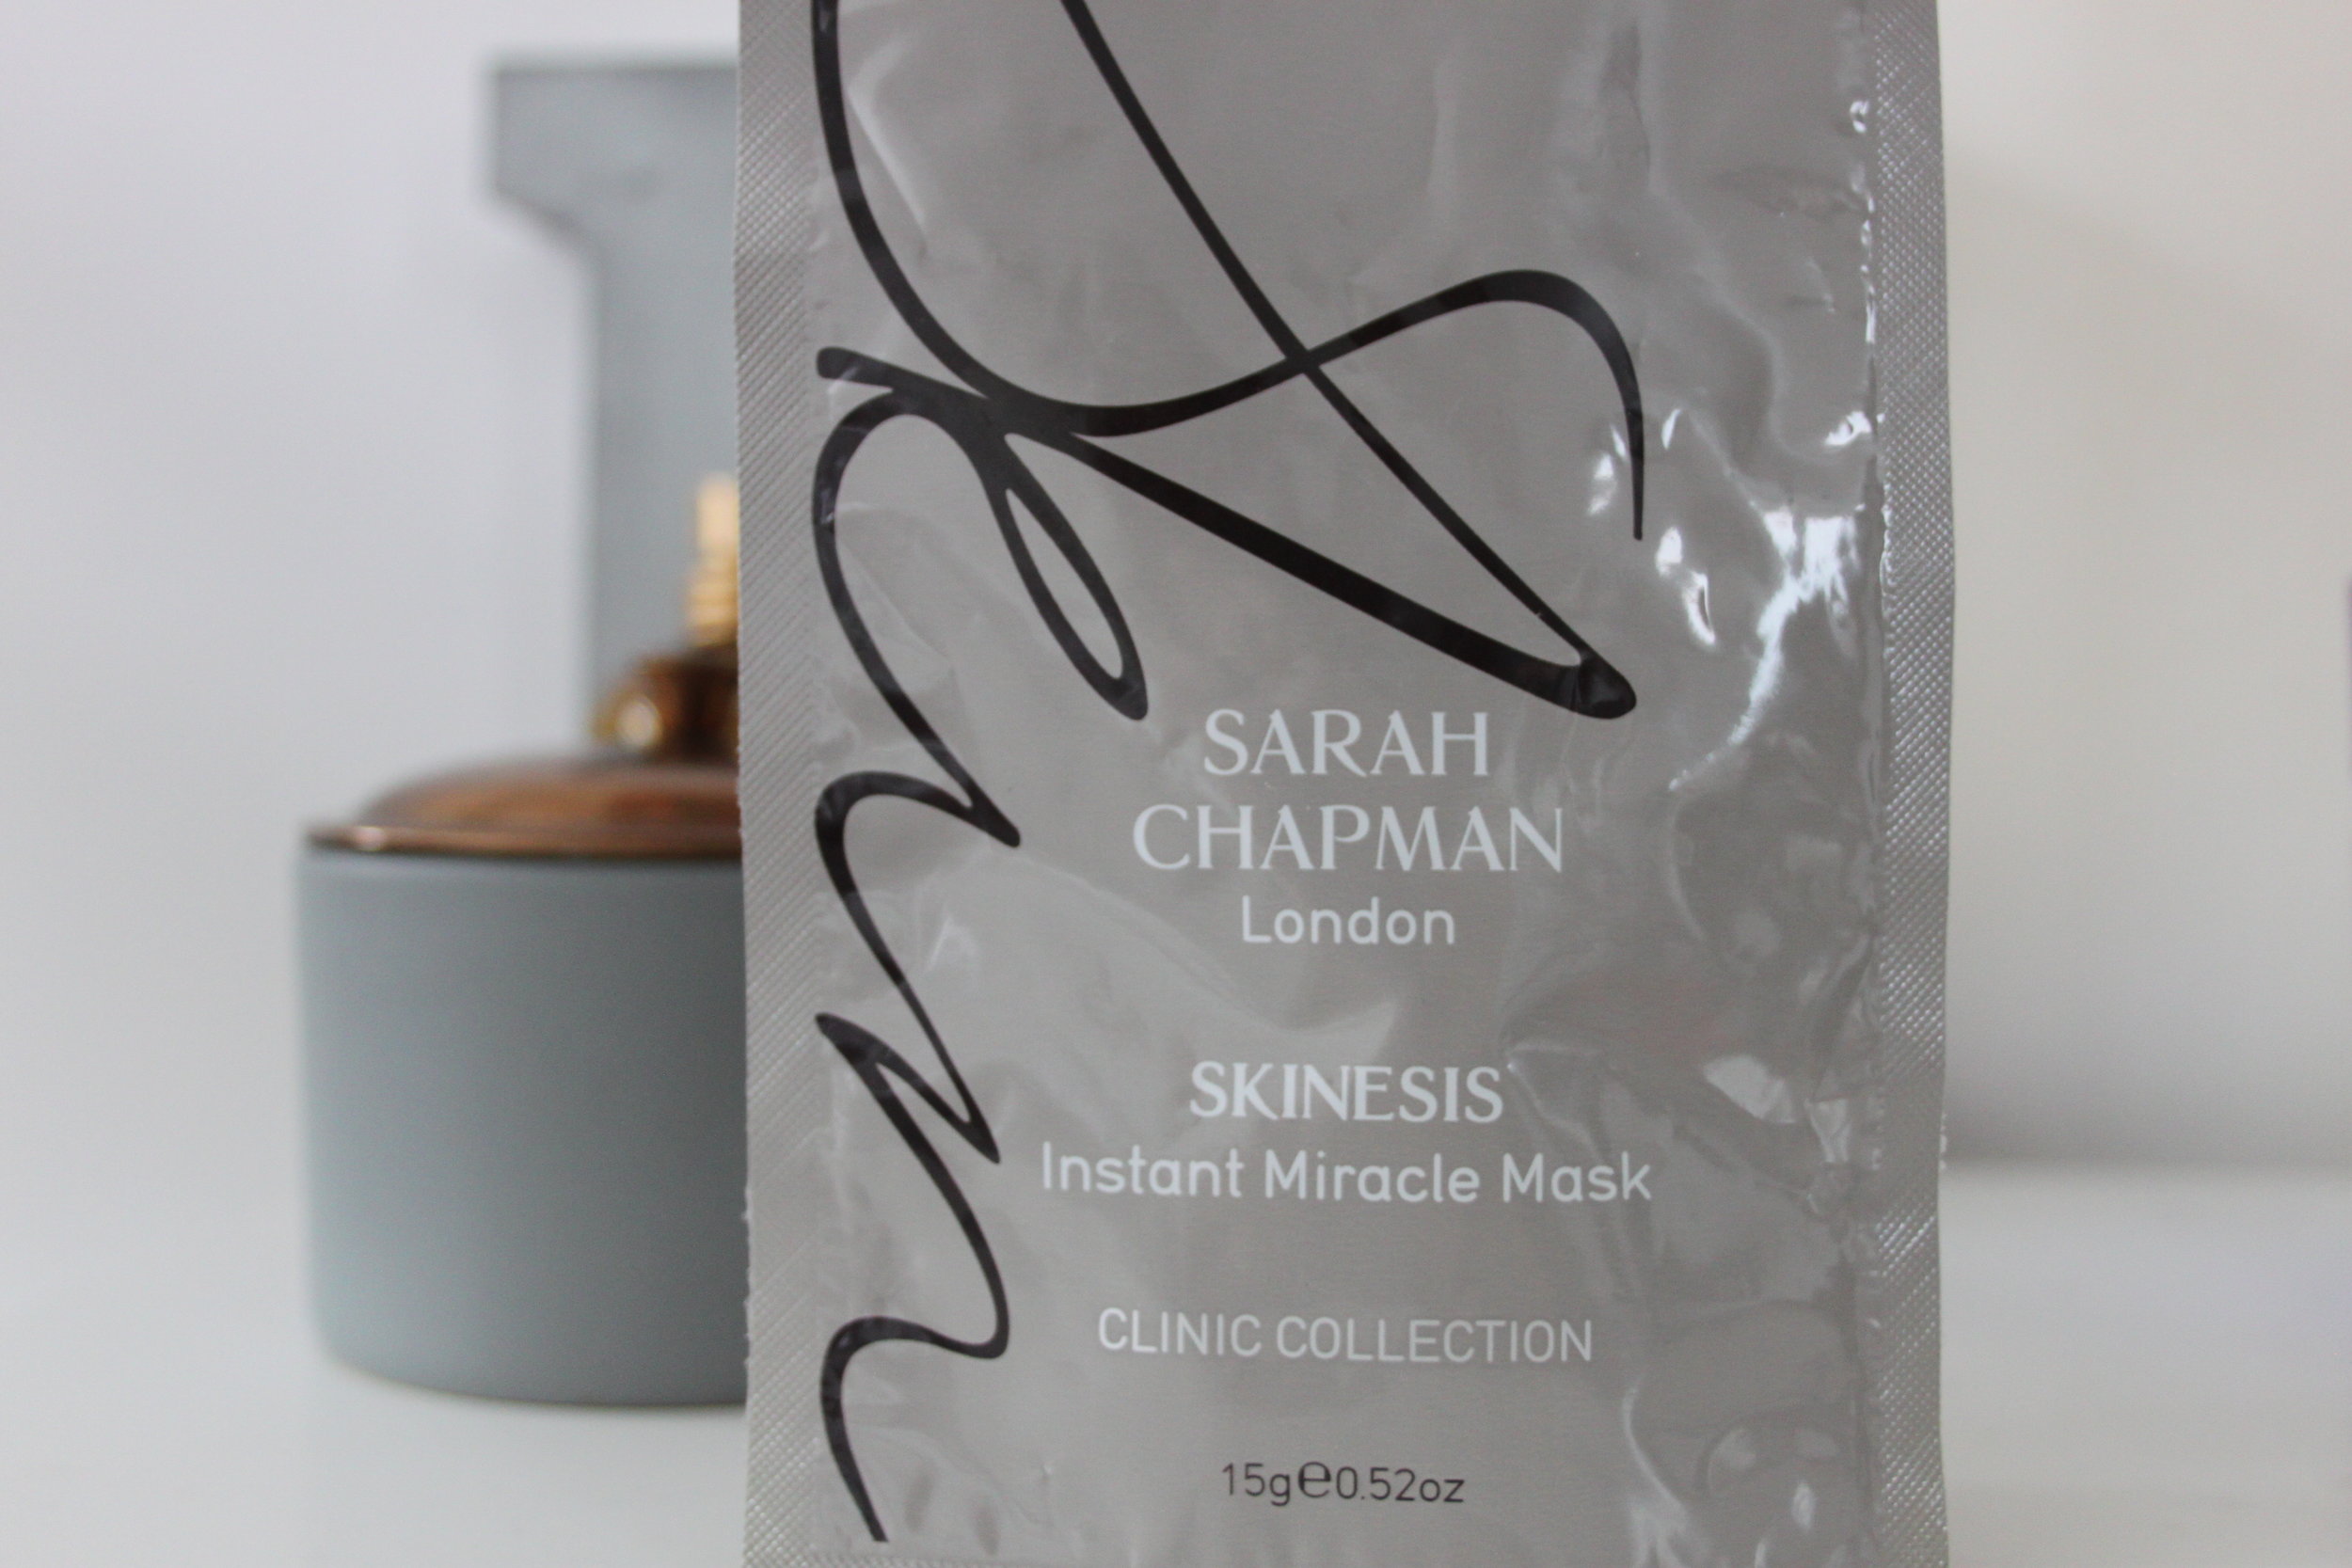 SARAH
CHAPMAN
London
SKINESIS
Instant Miracle Mask
CLINIC COLLECTION
15g℮0.52oz